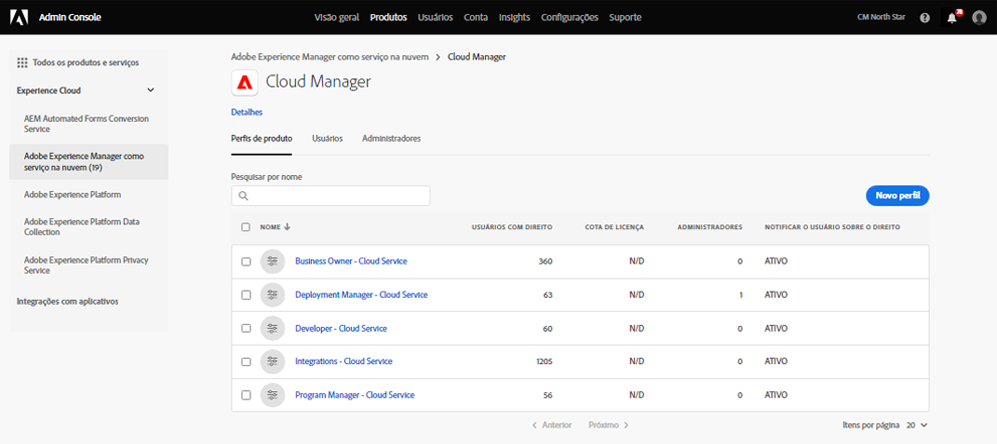 Admin Console
Visão geral Produtos Usuários Conta Insights Configurações Suporte
CM North Star
78
Todos os produtos e serviços
Experience Cloud
AEM Automated Forms Conversion
Service
Adobe Experience Manager como
serviço na nuvem (19)
Adobe Experience Platform
Adobe Experience Platform Data
Collection
Adobe Experience Platform Privacy
Service
Integrações com aplicativos
Adobe Experience Manager como serviço na nuvem > Cloud Manager
Cloud Manager
Detalhes
Perfis de produto Usuários Administradores
Pesquisar por nome
Novo perfil
NOME USUÁRIOS COM DIREITO COTA DE LICENÇA ADMINISTRADORES NOTIFICAR O USUÁRIO SOBRE O DIREITO
Business Owner - Cloud Service 360 N/D 0 ATIVO
Deployment Manager - Cloud Service 63 N/D 1 ATIVO
Developer - Cloud Service 60 N/D 0 ATIVO
Integrations - Cloud Service 1205 N/D 0 ATIVO
Program Manager - Cloud Service 56 N/D 0 ATIVO
< Anterior Próximo > Itens por página 20